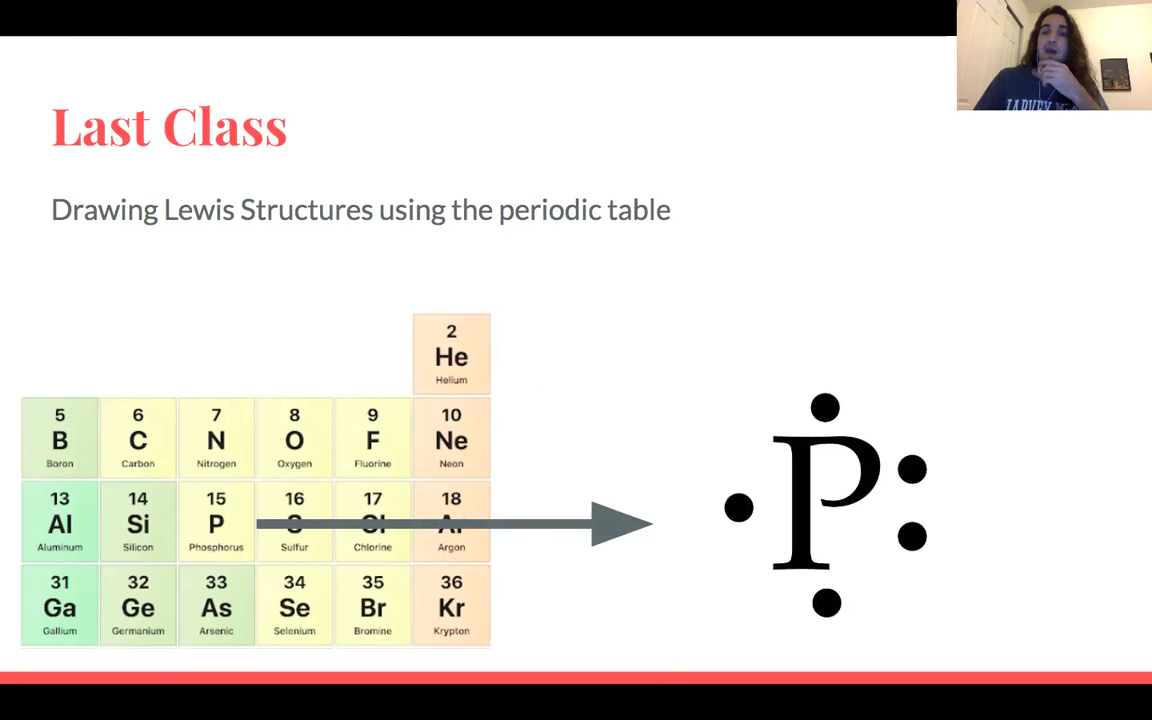 Last Class
Drawing Lewis Structures using the periodic table
2
He
Helium
5 6 7 8 9 10
B C N O F Ne
Boron Carbon Nitrogen Oxygen Fluorine Neon
13 14 15 16 17 18
Al Si P S Cl Ar
Aluminum Silicon Phosphorus Sulfur Chlorine Argon
31 32 33 34 35 36
Ga Ge As Se Br Kr
Gallium Germanium Arsenic Selenium Bromine Krypton
P
HARVEY